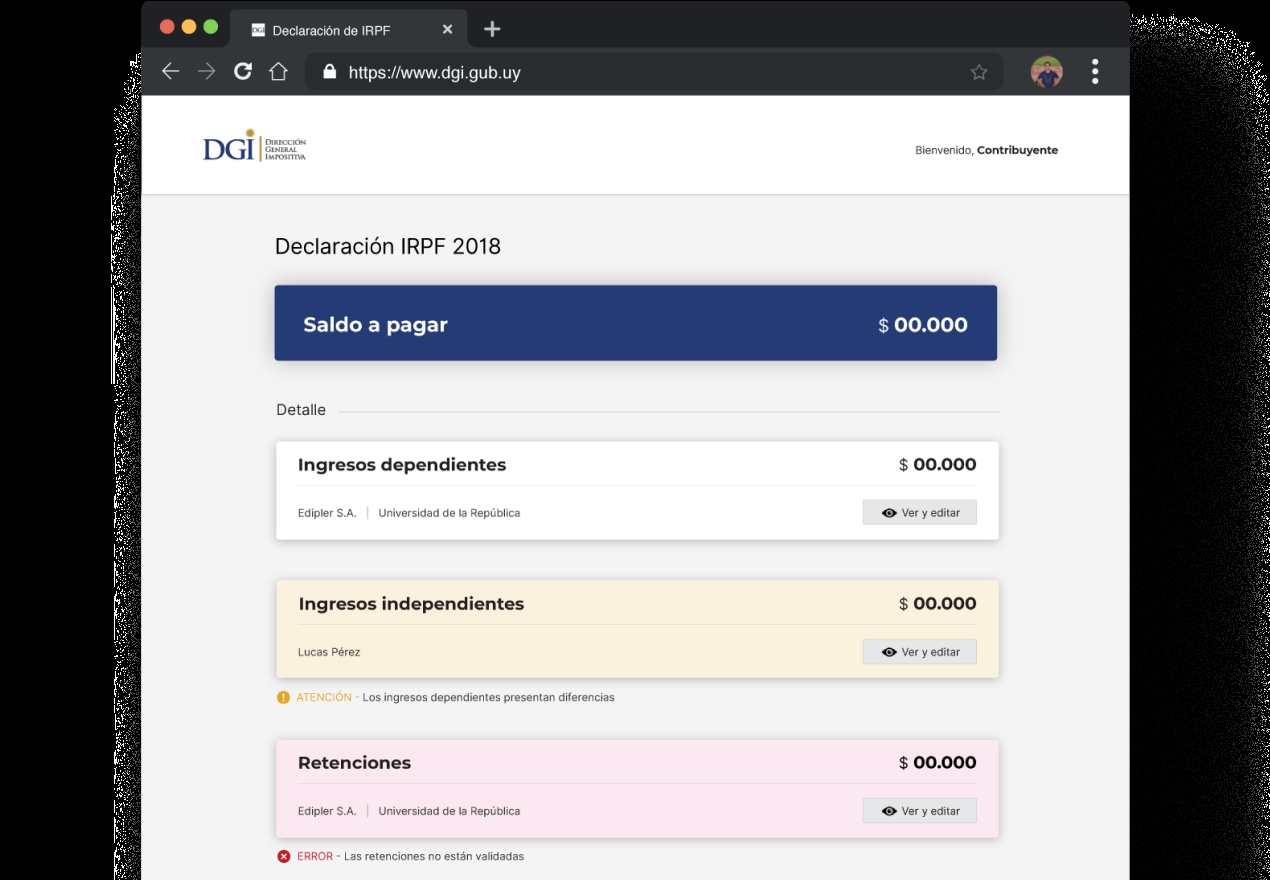 DGI Declaración de IRPF
https://www.dgi.gub.uy
DGI
DIRECCIÓN
GENERAL
IMPOSITIVA
Bienvenido, Contribuyente
Declaración IRPF 2018
Saldo a pagar $ 00.000
Detalle
Ingresos dependientes $ 00.000
Edipler S.A. | Universidad de la República Ver y editar
Ingresos independientes $ 00.000
Lucas Pérez Ver y editar
ATENCIÓN - Los ingresos dependientes presentan diferencias
Retenciones $ 00.000
Edipler S.A. | Universidad de la República Ver y editar
ERROR - Las retenciones no están validadas